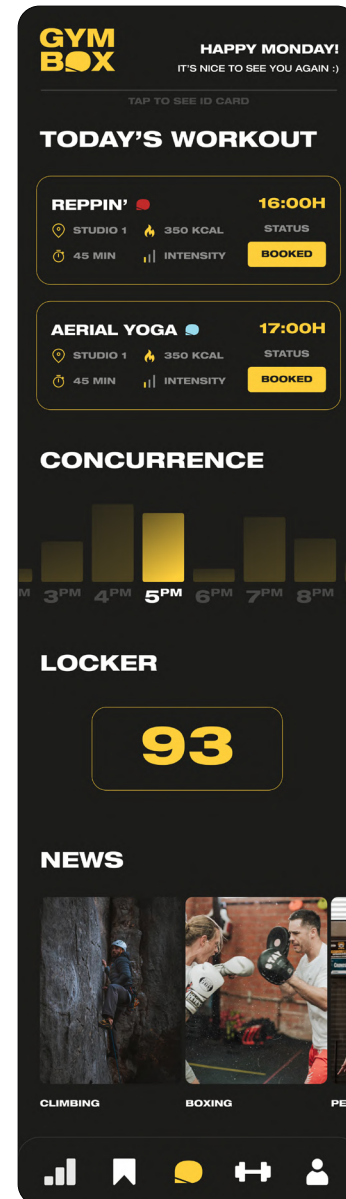 GYM
BOX
HAPPY MONDAY!
IT'S NICE TO SEE YOU AGAIN :)
TAP TO SEE ID CARD
TODAY'S WORKOUT
REPPIN' 16:00H
STUDIO 1 350 KCAL STATUS
45 MIN INTENSITY BOOKED
AERIAL YOGA 17:00H
STUDIO 1 350 KCAL STATUS
45 MIN INTENSITY BOOKED
CONCURRENCE
M 3PM 4PM 5PM 6PM 7PM 8PM
LOCKER
93
NEWS
CLIMBING BOXING PE